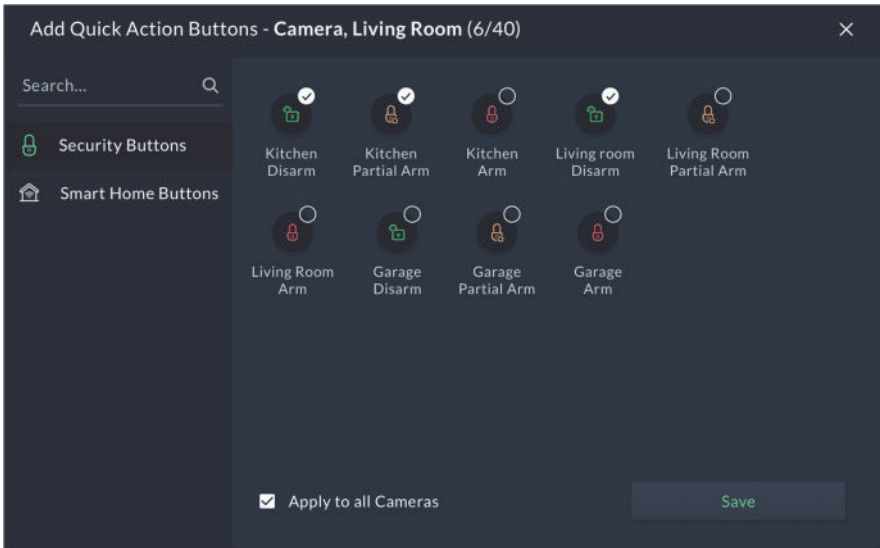 Add Quick Action Buttons - Camera, Living Room (6/40)
Search...
Security Buttons
Smart Home Buttons
Kitchen
Disarm
Kitchen
Partial Arm
Kitchen
Arm
Living room
Disarm
Living Room
Partial Arm
Living Room
Arm
Garage
Disarm
Garage
Partial Arm
Garage
Arm
Apply to all Cameras
Save